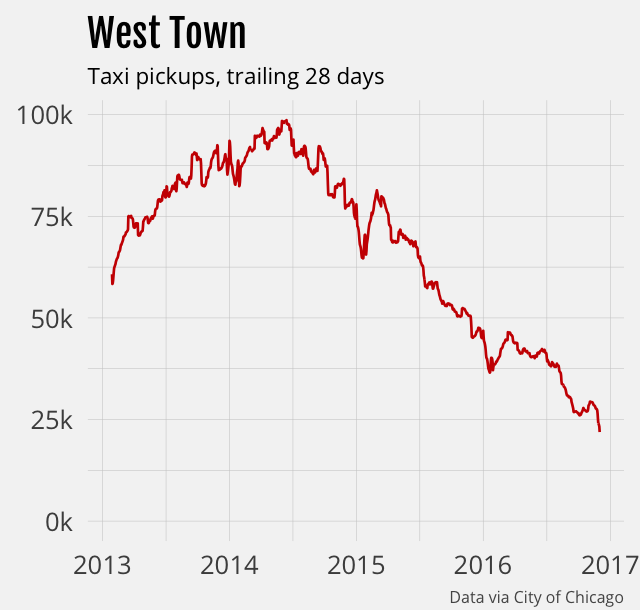 West Town
Taxi pickups, trailing 28 days
100k
75k
50k
25k
0k
2013 2014 2015 2016 2017
Data via City of Chicago